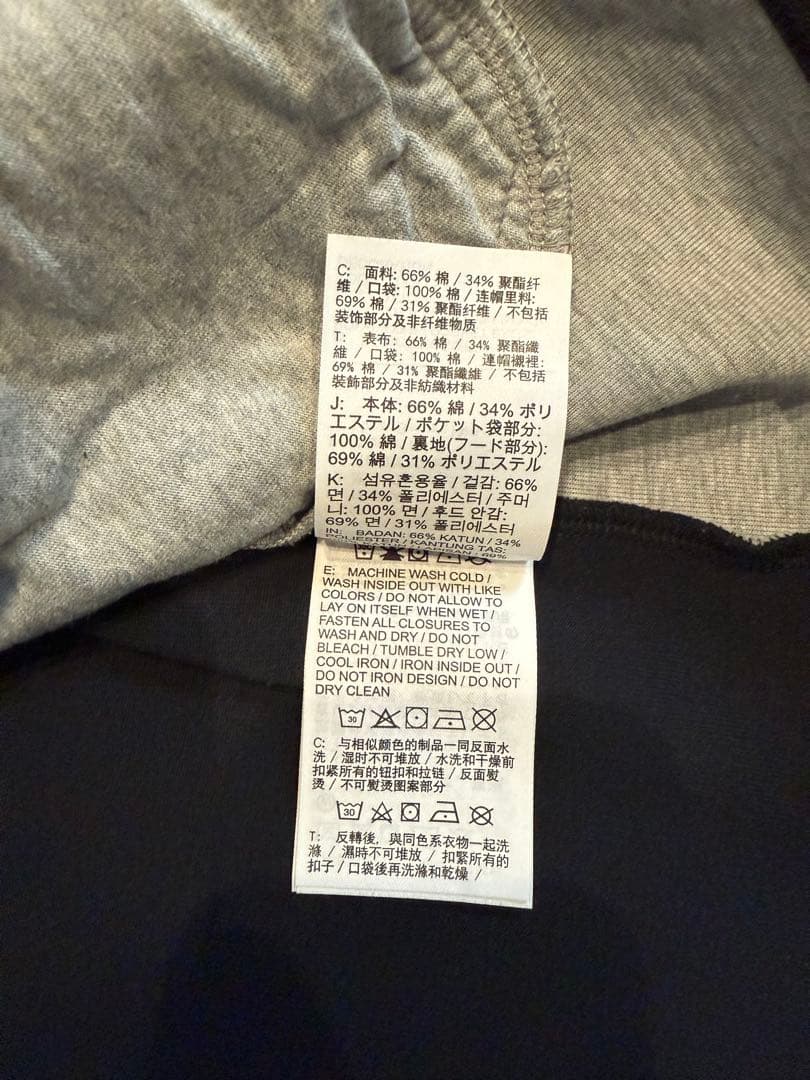 C: 面料: 66% 棉 / 34% 聚酯纤
维 / 口袋: 100% 棉 / 连帽里料:
69% 棉 / 31% 聚酯纤维 / 不包括
装饰部分及非纤维物质
T: 表布: 66% 棉 / 34% 聚酯纖
維 / 口袋: 100% 棉 / 連帽襯裡:
69% 棉 / 31% 聚酯纖維 / 不包括
裝飾部分及非紡織材料
J: 本体: 66% 綿 / 34% ポリ
エステル / ポケット袋部分:
100% 綿 / 裏地(フード部分):
69% 綿 / 31% ポリエステル
K: 섬유혼용율 / 겉감: 66%
면 / 34% 폴리에스터 / 주머
니: 100% 면 / 후드 안감:
69% 면 / 31% 폴리에스터
IN: BADAN: 66% KATUN / 34%
POLIESTER / KANTUNG TAS:
E: MACHINE WASH COLD /
WASH INSIDE OUT WITH LIKE
COLORS / DO NOT ALLOW TO
LAY ON ITSELF WHEN WET /
FASTEN ALL CLOSURES TO
WASH AND DRY / DO NOT
BLEACH / TUMBLE DRY LOW /
COOL IRON / IRON INSIDE OUT /
DO NOT IRON DESIGN / DO NOT
DRY CLEAN
30
C: 与相似颜色的制品一同反面水
洗 / 湿时不可堆放 / 水洗和干燥前
扣紧所有的钮扣和拉链 / 反面熨
烫 / 不可熨烫图案部分
30
T: 反轉後, 與同色系衣物一起洗
滌 / 濕時不可堆放 / 扣緊所有的
扣子 / 口袋後再洗滌和乾燥 /